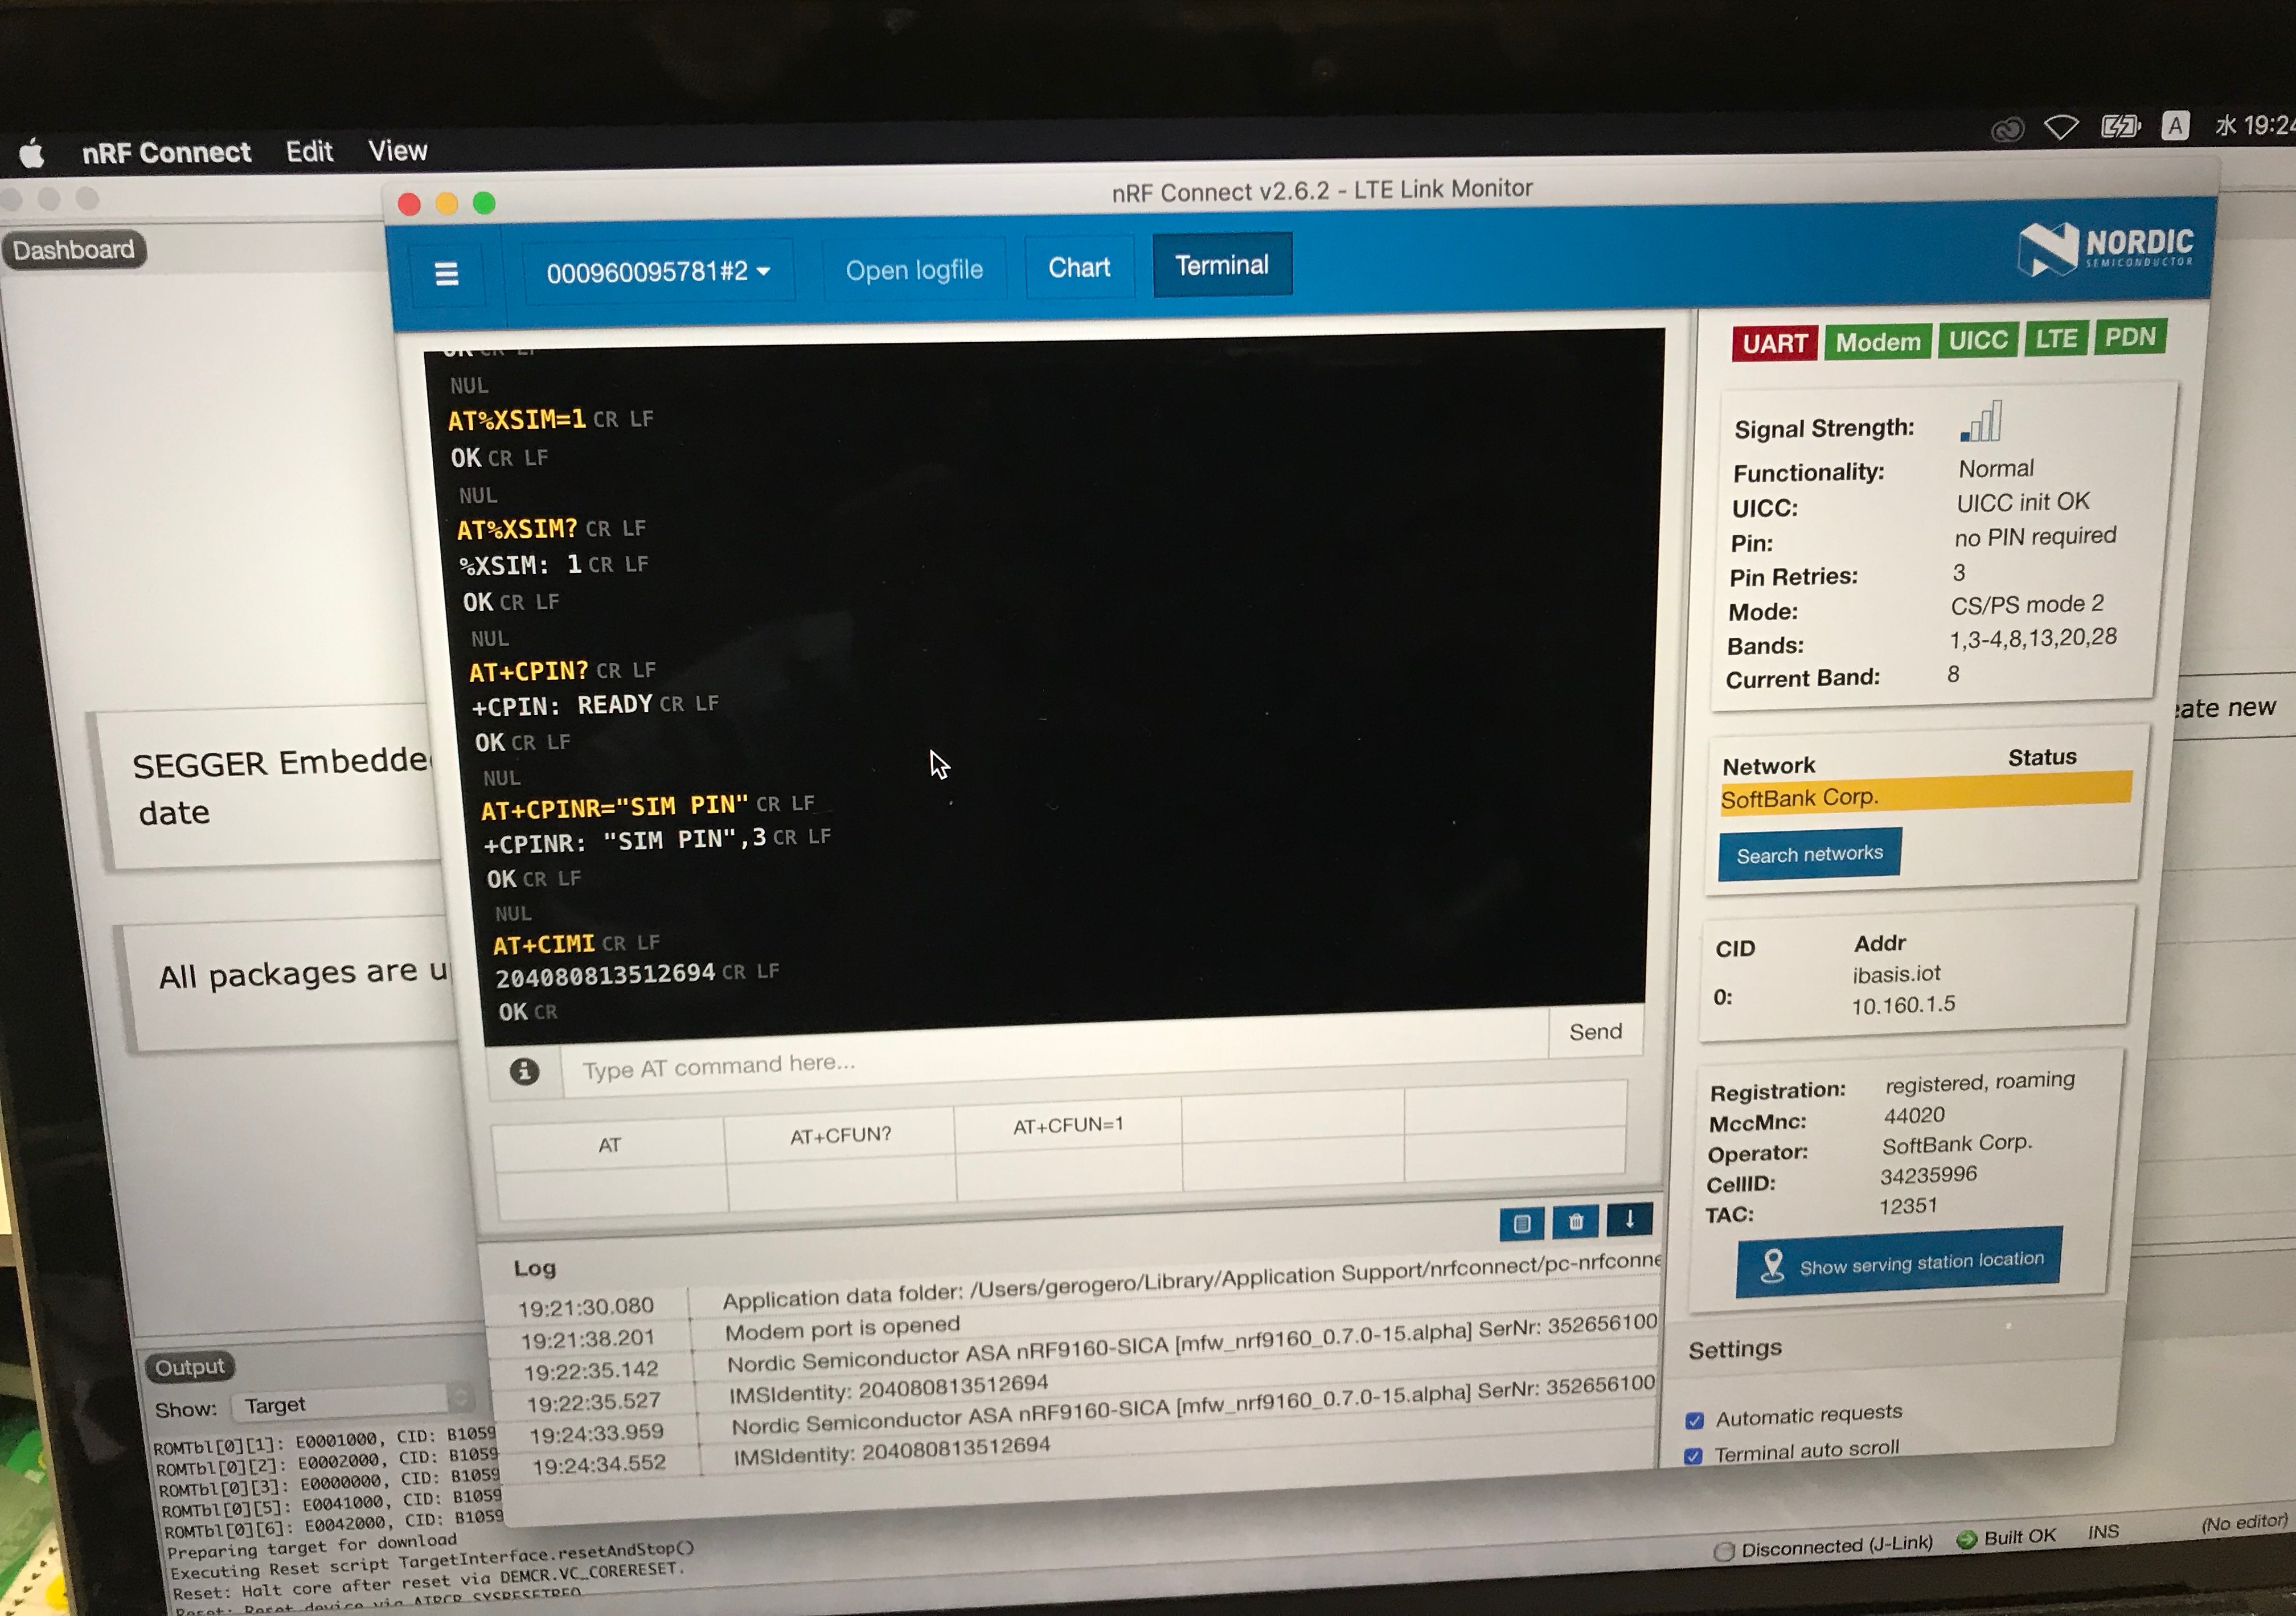 nRF Connect Edit View
A 水 19:24
nRF Connect v2.6.2 - LTE Link Monitor
Dashboard
000960095781#2 Open logfile Chart Terminal
NORDIC
SEMICONDUCTOR
OK CR LF
NUL
AT%XSIM=1 CR LF
OK CR LF
NUL
AT%XSIM? CR LF
%XSIM: 1 CR LF
OK CR LF
NUL
AT+CPIN? CR LF
+CPIN: READY CR LF
OK CR LF
NUL
AT+CPINR="SIM PIN" CR LF
+CPINR: "SIM PIN",3 CR LF
OK CR LF
NUL
AT+CIMI CR LF
204080813512694 CR LF
OK CR
Type AT command here...
Send
AT AT+CFUN? AT+CFUN=1
UART Modem UICC LTE PDN
Signal Strength:
Functionality: Normal
UICC: UICC init OK
Pin: no PIN required
Pin Retries: 3
Mode: CS/PS mode 2
Bands: 1,3-4,8,13,20,28
Current Band: 8
Network Status
SoftBank Corp.
Search networks
CID Addr
ibasis.iot
0: 10.160.1.5
Registration: registered, roaming
MccMnc: 44020
Operator: SoftBank Corp.
CellID: 34235996
TAC: 12351
Show serving station location
Settings
Automatic requests
Terminal auto scroll
Log
19:21:30.080 Application data folder: /Users/gerogero/Library/Application Support/nrfconnect/pc-nrfconne
19:21:38.201 Modem port is opened
19:22:35.142 Nordic Semiconductor ASA nRF9160-SICA [mfw_nrf9160_0.7.0-15.alpha] SerNr: 352656100
19:22:35.527 IMSIdentity: 204080813512694
19:24:33.959 Nordic Semiconductor ASA nRF9160-SICA [mfw_nrf9160_0.7.0-15.alpha] SerNr: 352656100
19:24:34.552 IMSIdentity: 204080813512694
SEGGER Embedde
date
All packages are u
eate new
Output
Show: Target
ROMTbl[0][1]: E0001000, CID: B1059
ROMTbl[0][2]: E0002000, CID: B1059
ROMTbl[0][3]: E0000000, CID: B1059
ROMTbl[0][5]: E0041000, CID: B1059
ROMTbl[0][6]: E0042000, CID: B1059
Preparing target for download
Executing Reset script TargetInterface.resetAndStop()
Reset: Halt core after reset via DEMCR.VC_CORERESET.
Reset: Reset device via AIRCR.SYSRESETREQ.
Disconnected (J-Link) Built OK INS (No editor)